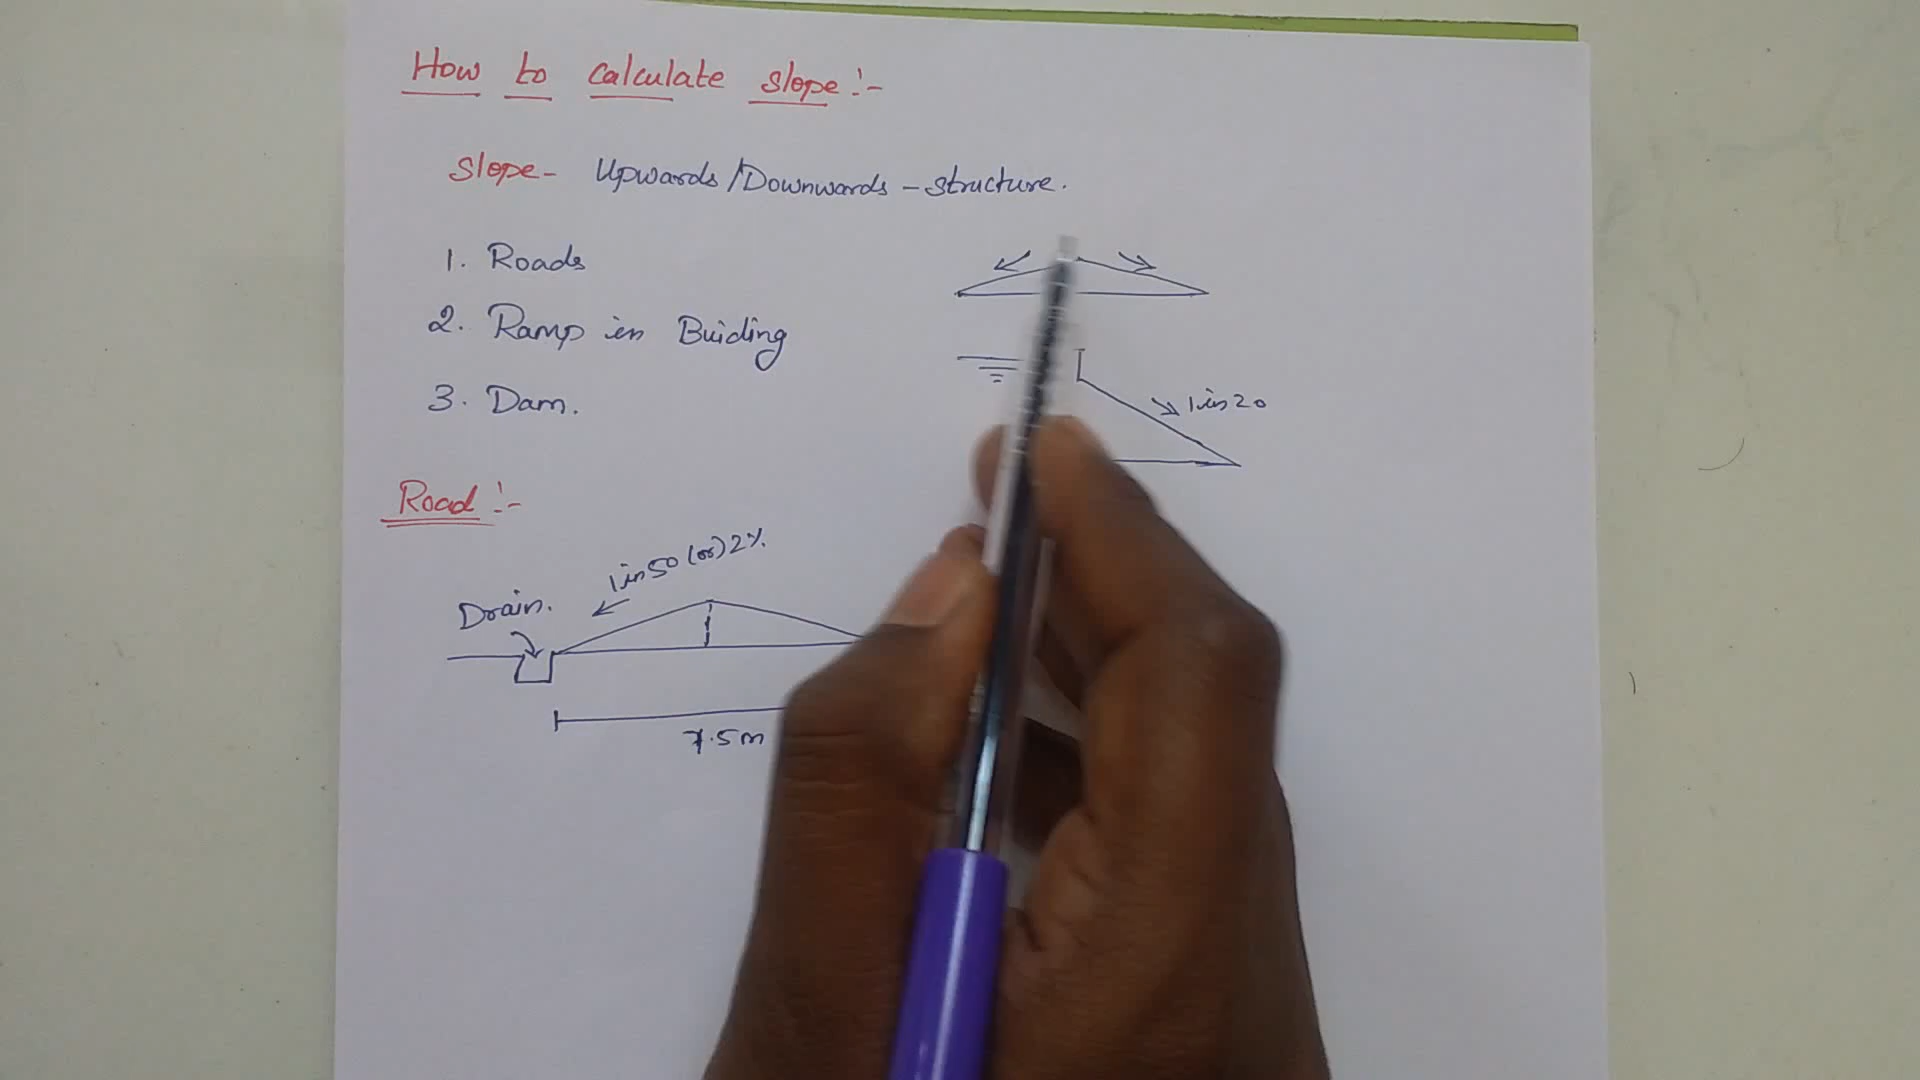 How to calculate slope:-
Slope- Upwards/Downwards - structure.
1. Roads
2. Ramp in Buiding
3. Dam.
1 in 20
Road:-
1 in 50 (or) 2%
Drain.
7.5m